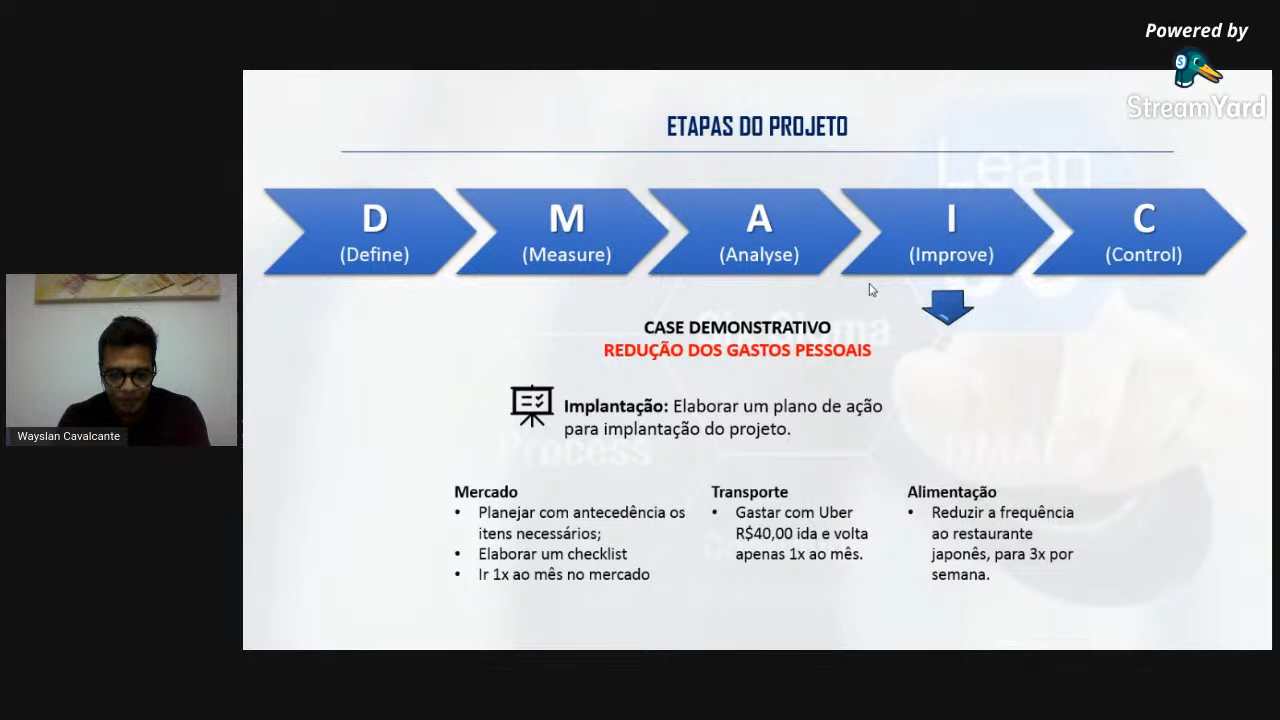 Powered by
StreamYard
ETAPAS DO PROJETO
Lean
D
(Define)
M
(Measure)
A
(Analyse)
I
(Improve)
C
(Control)
CASE DEMONSTRATIVO
REDUÇÃO DOS GASTOS PESSOAIS
Implantação: Elaborar um plano de ação
para implantação do projeto.
Process
DMAIC
Mercado
• Planejar com antecedência os
itens necessários;
• Elaborar um checklist
• Ir 1x ao mês no mercado
Transporte
• Gastar com Uber
R$40,00 ida e volta
apenas 1x ao mês.
Alimentação
• Reduzir a frequência
ao restaurante
japonês, para 3x por
semana.
Wayslan Cavalcante